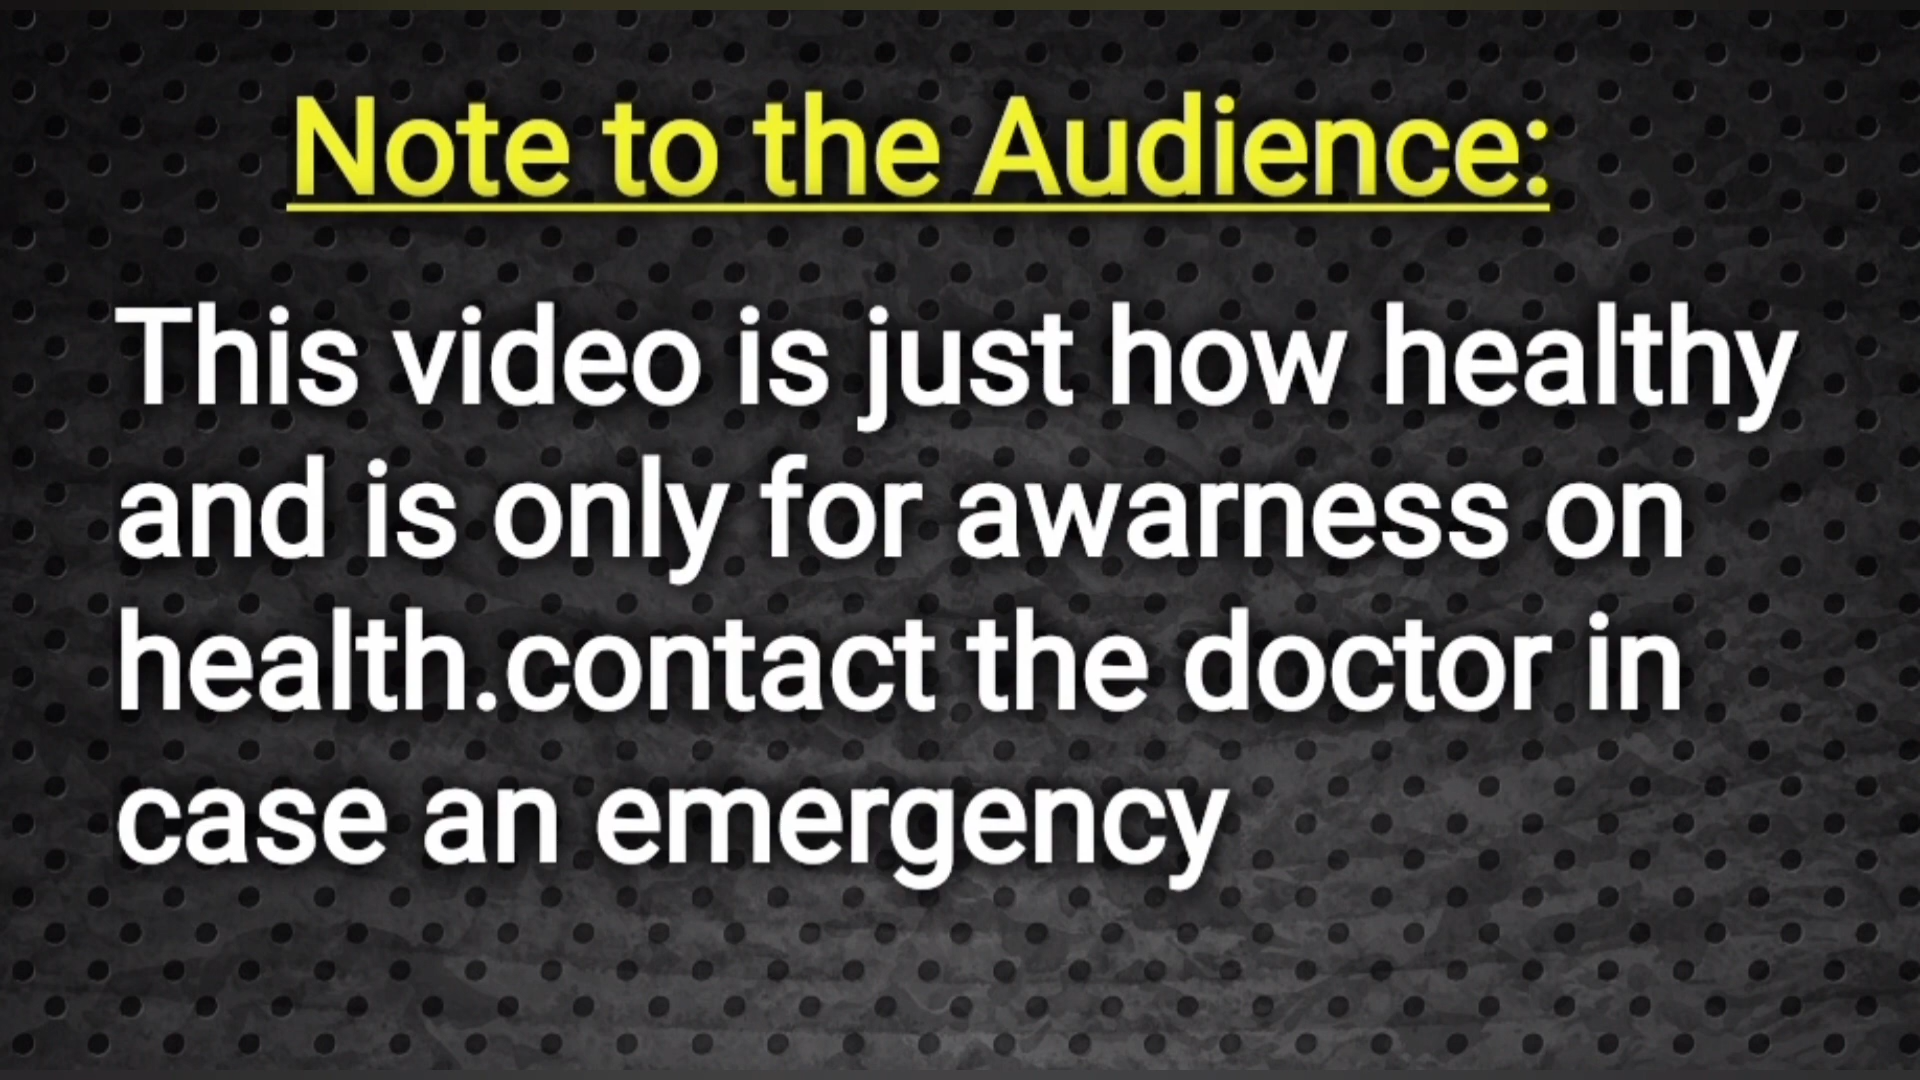 Note to the Audience:
This video is just how healthy
and is only for awarness on
health.contact the doctor in
case an emergency